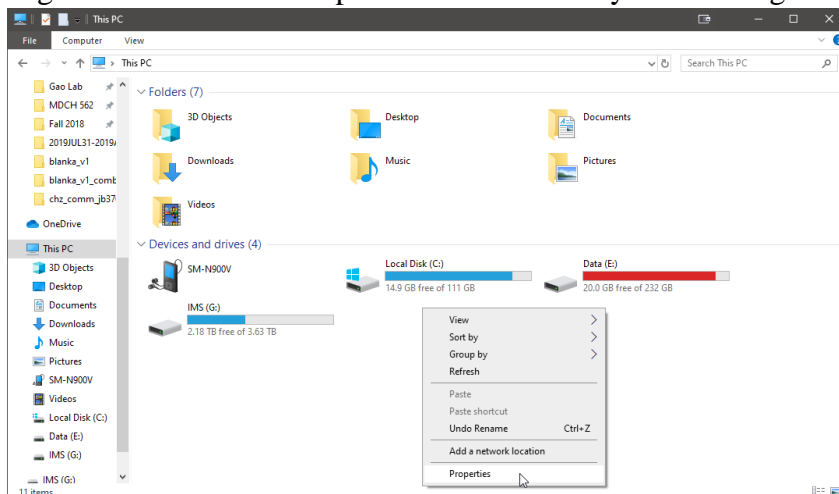 This PC
File Computer View
This PC
Search This PC
Gao Lab
MDCH 562
Fall 2018
2019JUL31-2019
blanka_v1
blanka_v1_comb
chz_comm_jb37
OneDrive
This PC
3D Objects
Desktop
Documents
Downloads
Music
Pictures
SM-N900V
Videos
Local Disk (C:)
Data (E:)
IMS (G:)
IMS (G:)
11 items
Folders (7)
3D Objects
Desktop
Documents
Downloads
Music
Pictures
Videos
Devices and drives (4)
SM-N900V
Local Disk (C:)
14.9 GB free of 111 GB
Data (E:)
20.0 GB free of 232 GB
IMS (G:)
2.18 TB free of 3.63 TB
View
Sort by
Group by
Refresh
Paste
Paste shortcut
Undo Rename Ctrl+Z
Add a network location
Properties